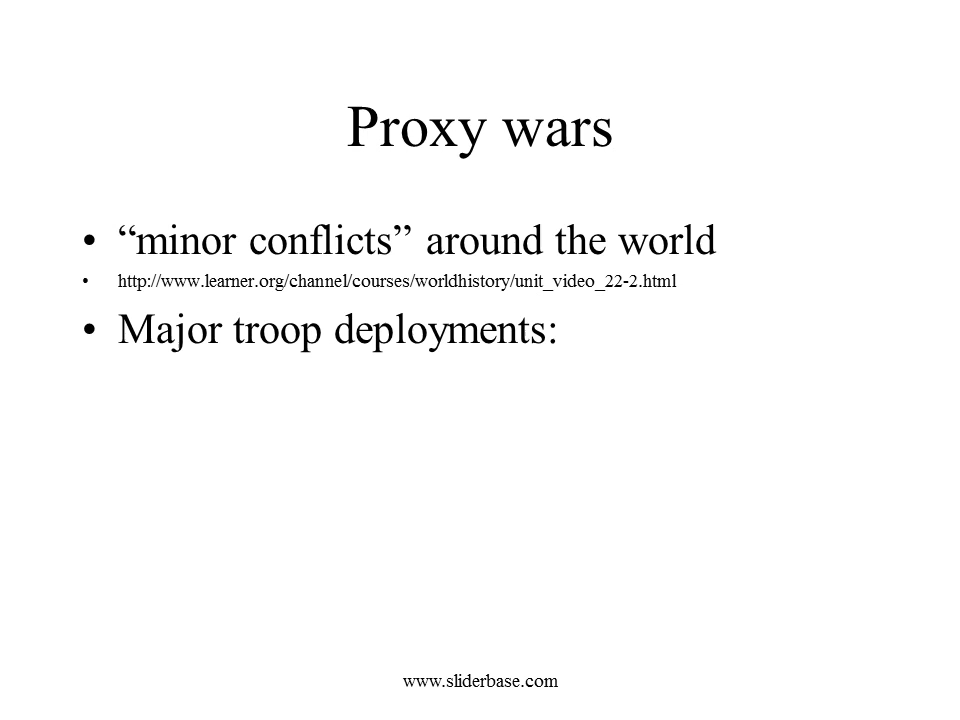 Proxy wars
• “minor conflicts” around the world
• http://www.learner.org/channel/courses/worldhistory/unit_video_22-2.html
• Major troop deployments:
www.sliderbase.com